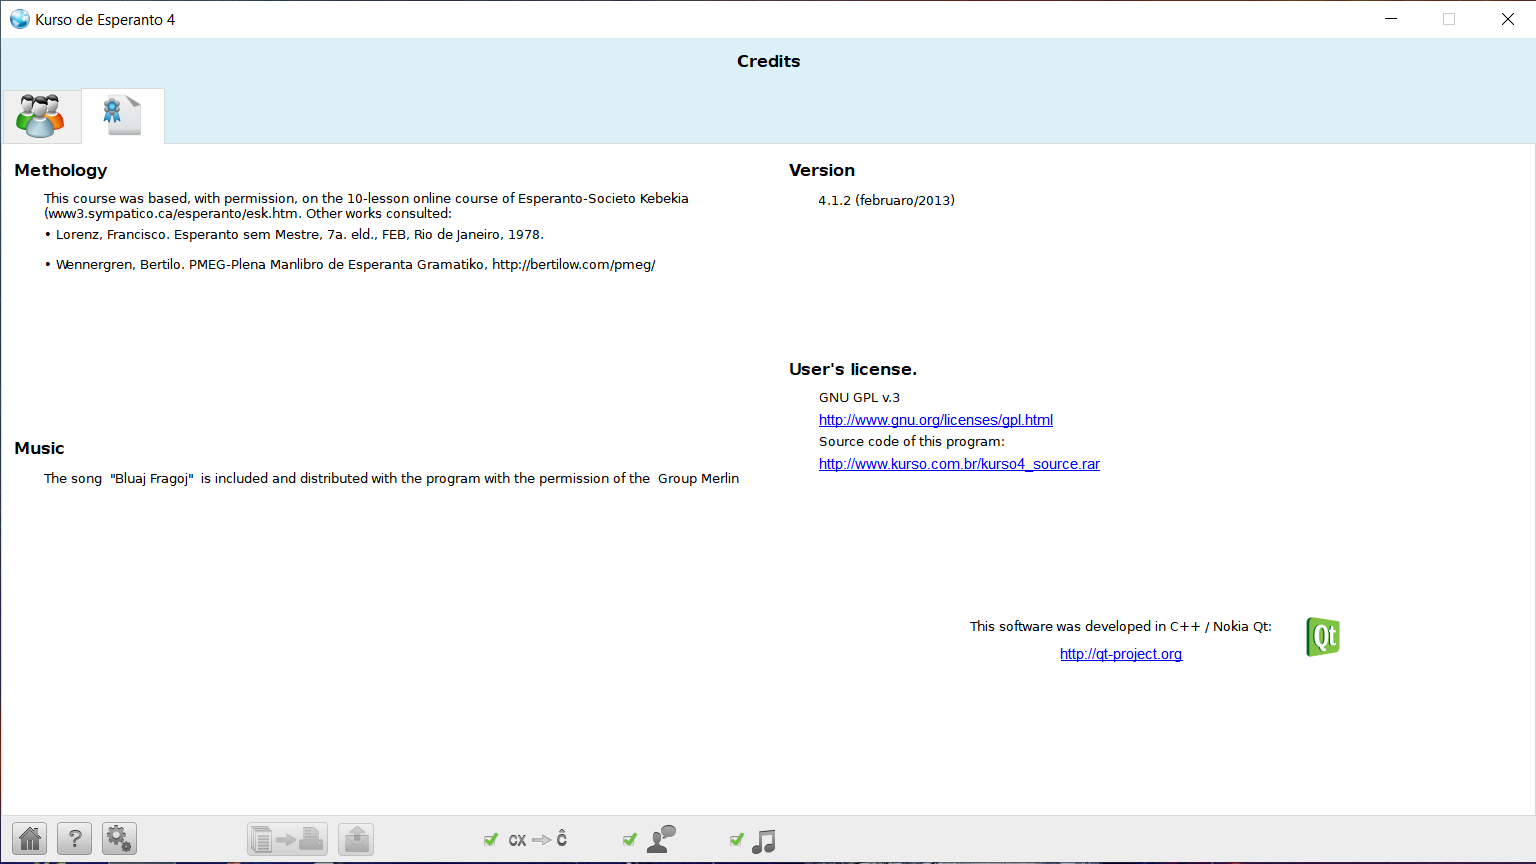 Kurso de Esperanto 4
Credits
Methology
This course was based, with permission, on the 10-lesson online course of Esperanto-Societo Kebekia
(www3.sympatico.ca/esperanto/esk.htm. Other works consulted:
• Lorenz, Francisco. Esperanto sem Mestre, 7a. eld., FEB, Rio de Janeiro, 1978.
• Wennergren, Bertilo. PMEG-Plena Manlibro de Esperanta Gramatiko, http://bertilow.com/pmeg/
Music
The song "Bluaj Fragoj" is included and distributed with the program with the permission of the Group Merlin
Version
4.1.2 (februaro/2013)
User's license.
GNU GPL v.3
http://www.gnu.org/licenses/gpl.html
Source code of this program:
http://www.kurso.com.br/kurso4_source.rar
This software was developed in C++ / Nokia Qt:
http://qt-project.org
Qt
?
cx ĉ